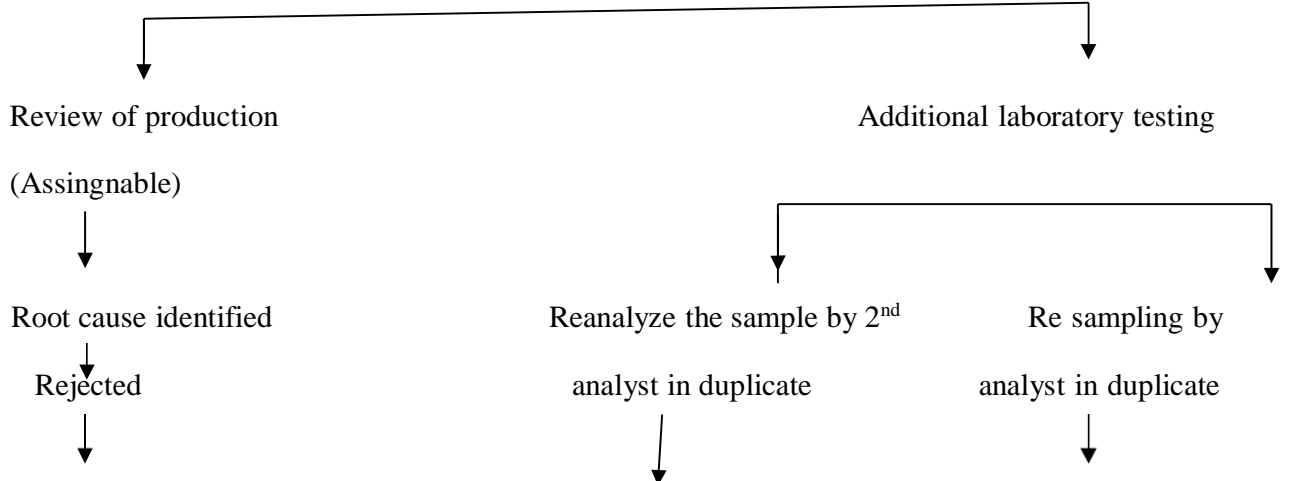 Review of production
Additional laboratory testing
(Assingnable)
Root cause identified
Reanalyze the sample by 2nd
Re sampling by
Rejected
analyst in duplicate
analyst in duplicate